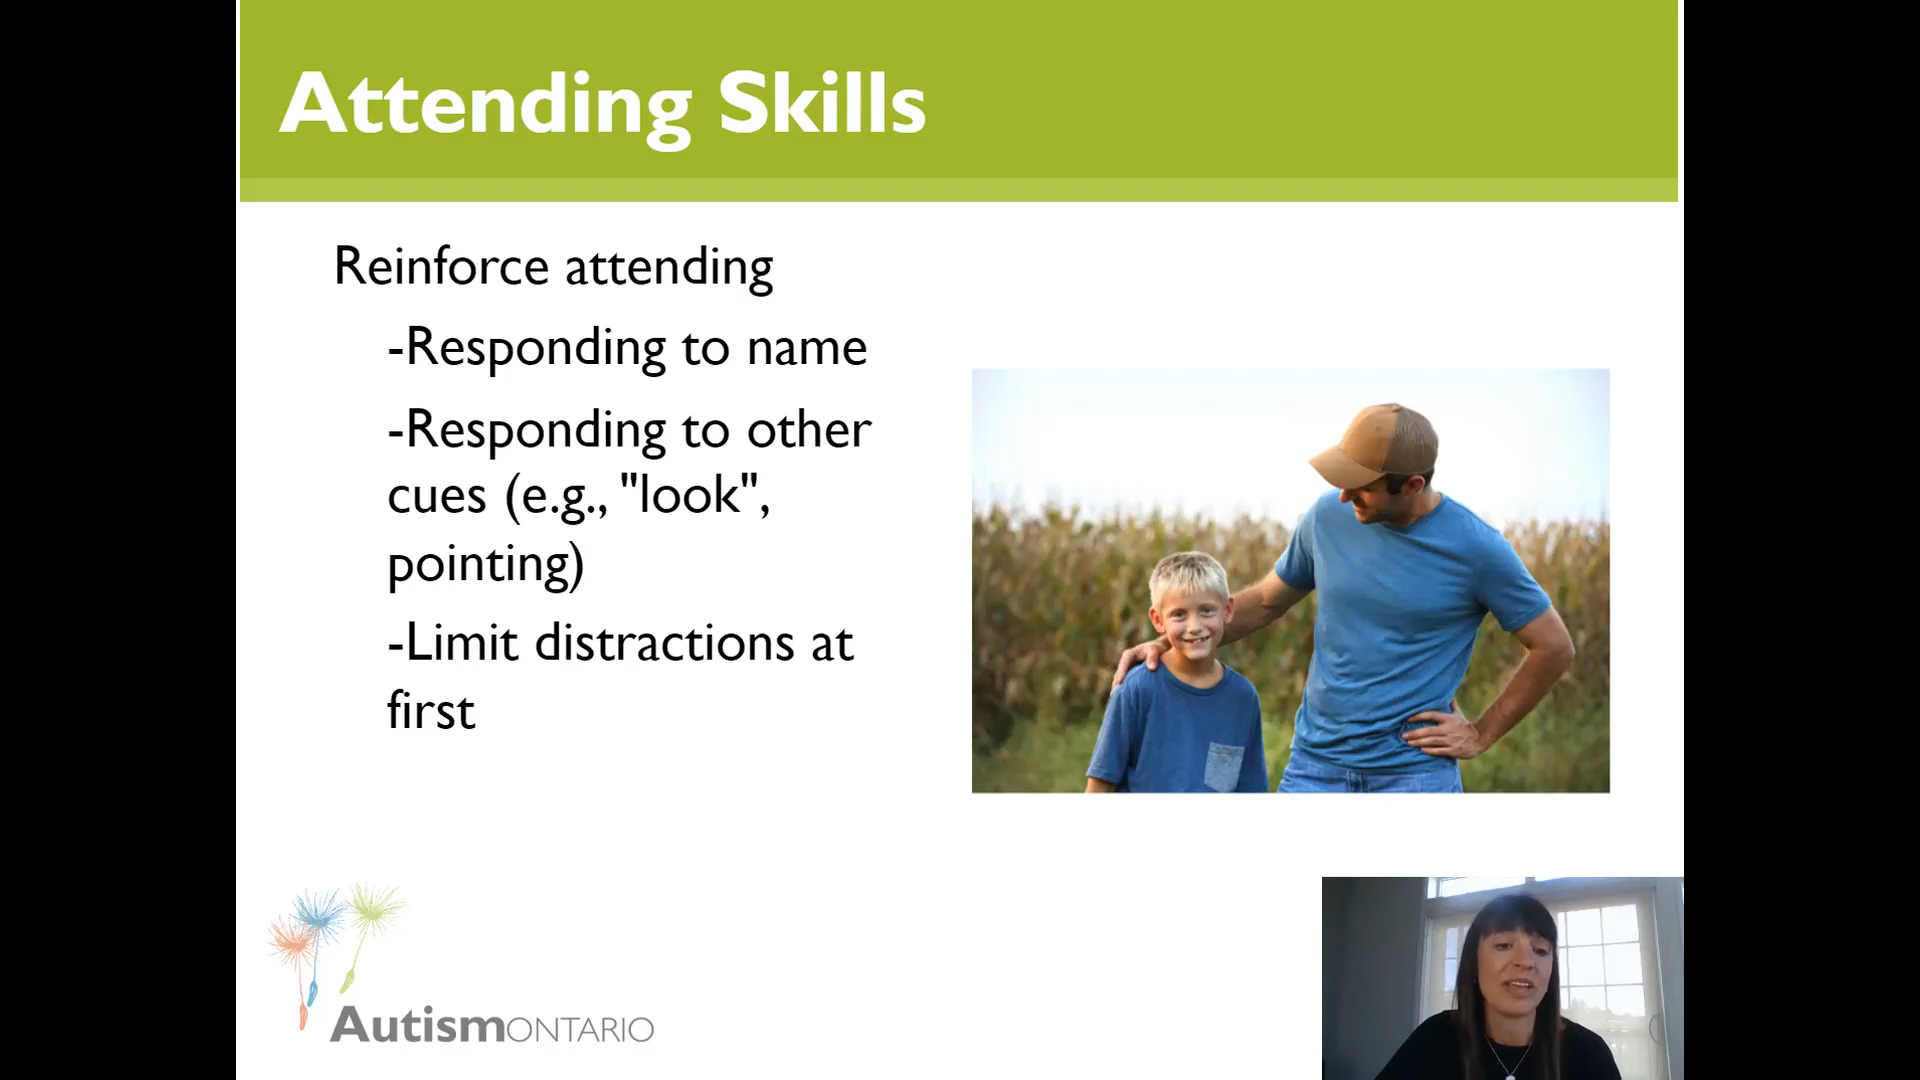 Attending Skills
Reinforce attending
-Responding to name
-Responding to other
cues (e.g., "look",
pointing)
-Limit distractions at
first
AutismONTARIO